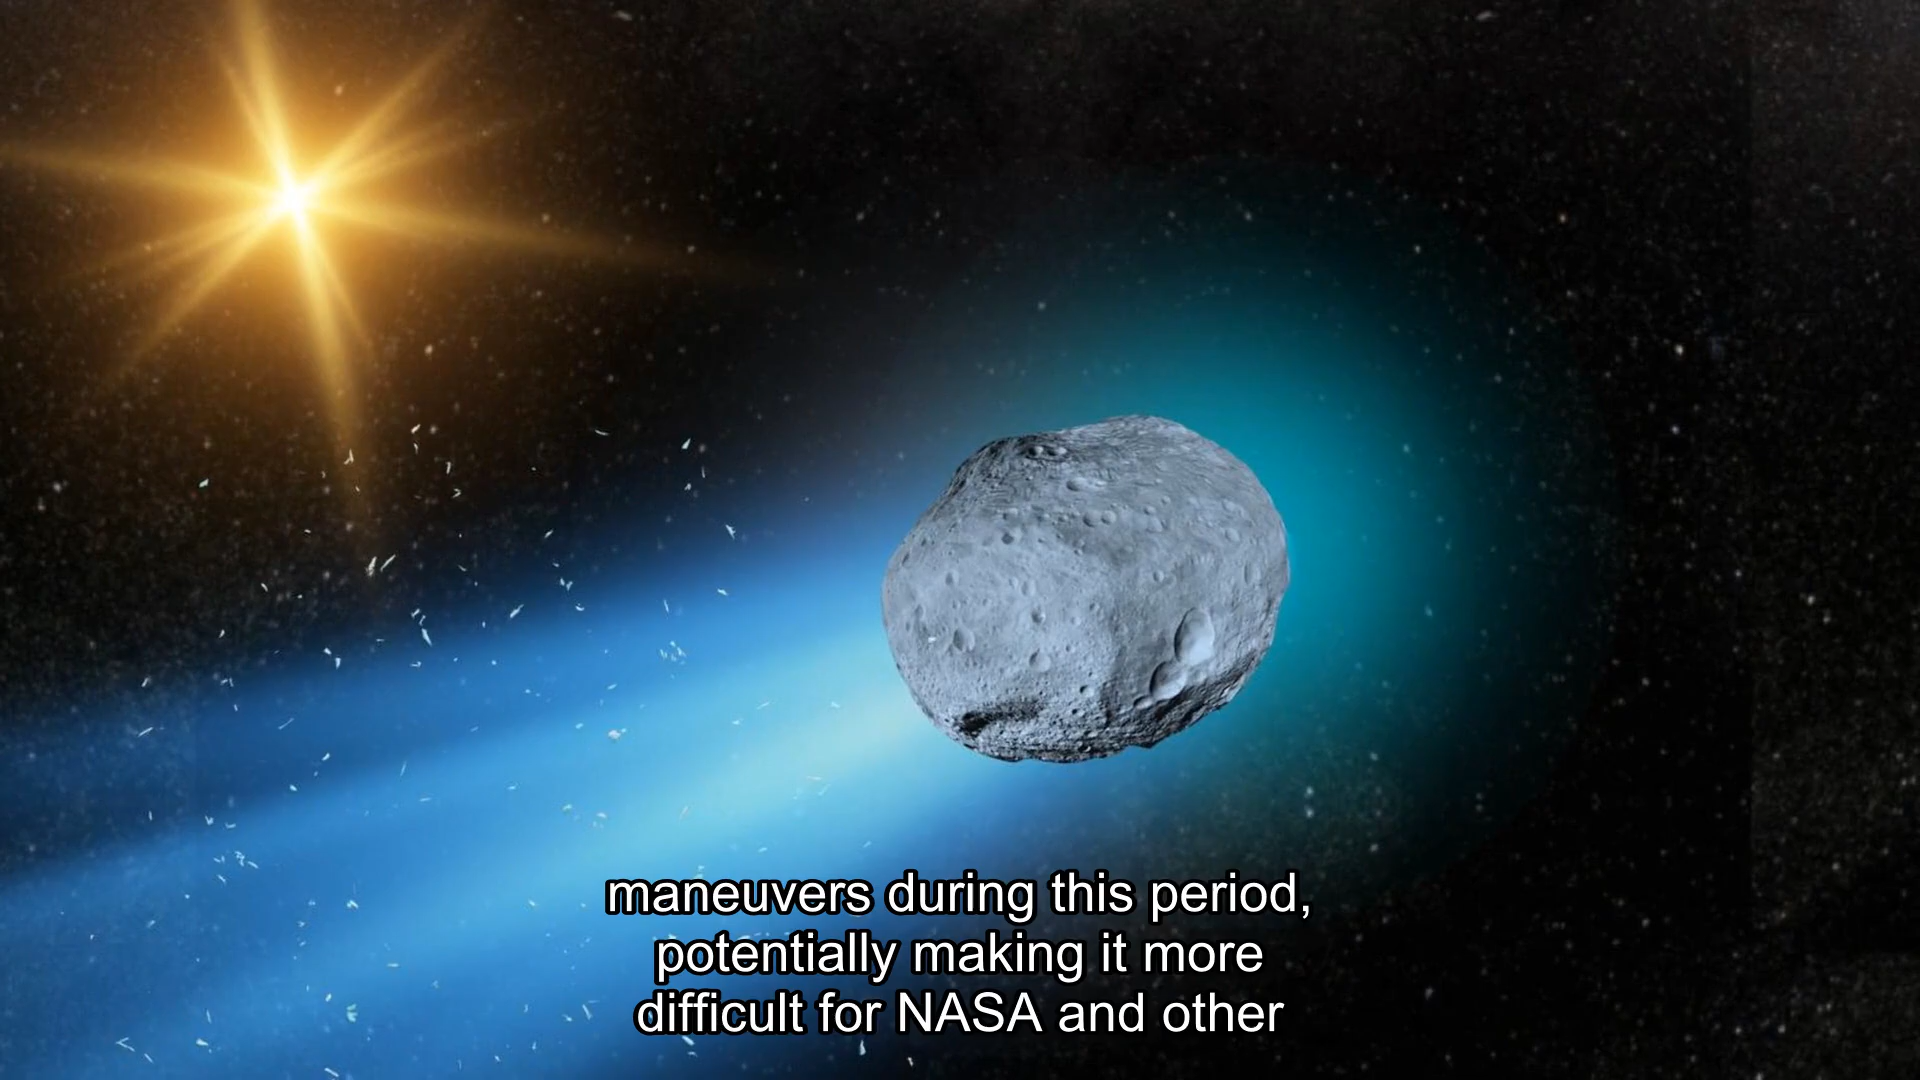 maneuvers during this period,
potentially making it more
difficult for NASA and other